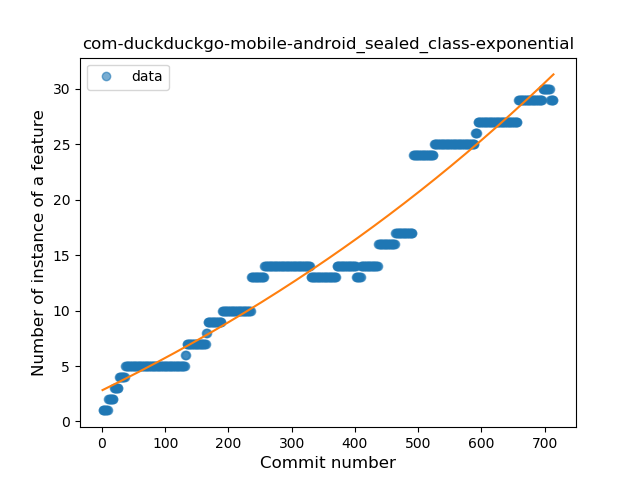 com-duckduckgo-mobile-android_sealed_class-exponential
data
Number of instance of a feature
30
25
20
15
10
5
0
0 100 200 300 400 500 600 700
Commit number